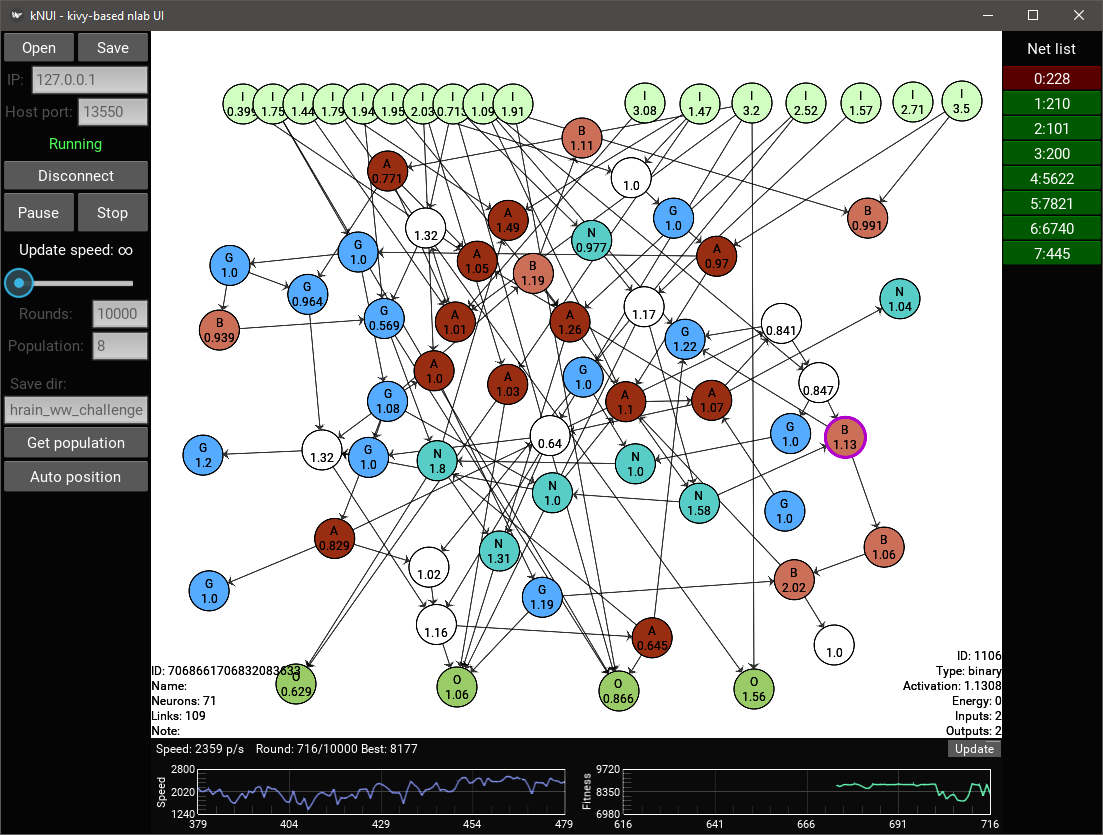 kNUI - kivy-based nlab UI
Open Save
IP: 127.0.0.1
Host port: 13550
Running
Disconnect
Pause Stop
Update speed: ∞
Rounds: 10000
Population: 8
Save dir:
hrain_ww_challenge
Get population
Auto position
I I I I I I I I I I I I I I I I I
0.399 1.75 1.44 1.79 1.94 1.95 2.03 0.71 1.09 1.91 3.08 1.47 3.2 2.52 1.57 2.71 3.5
B
1.11
A
0.771
1.0
A
1.49
G
1.0
B
0.991
1.32
N
0.977
G
1.0
A
0.97
G
1.0
A
1.05
B
1.19
G
0.964
N
1.04
1.17
G
0.569
A
1.01
A
1.26
0.841
B
0.939
G
1.22
A
1.0
A
1.03
G
1.0
0.847
G
1.08
A
1.1
A
1.07
G
1.0
B
1.13
0.64
G
1.2
1.32
G
1.0
N
1.8
N
1.0
N
1.0
N
1.58
G
1.0
A
0.829
N
1.31
B
1.06
1.02
G
1.0
G
1.19
B
2.02
1.16
A
0.645
1.0
O
0.629
O
1.06
O
0.866
O
1.56
ID: 7068661706832083633
Name:
Neurons: 71
Links: 109
Note:
ID: 1106
Type: binary
Activation: 1.1308
Energy: 0
Inputs: 2
Outputs: 2
Speed: 2359 p/s Round: 716/10000 Best: 8177
Update
Speed
2800
2020
1240
379 404 429 454 479
Fitness
9720
8350
6980
616 641 666 691 716
Net list
0:228
1:210
2:101
3:200
4:5622
5:7821
6:6740
7:445